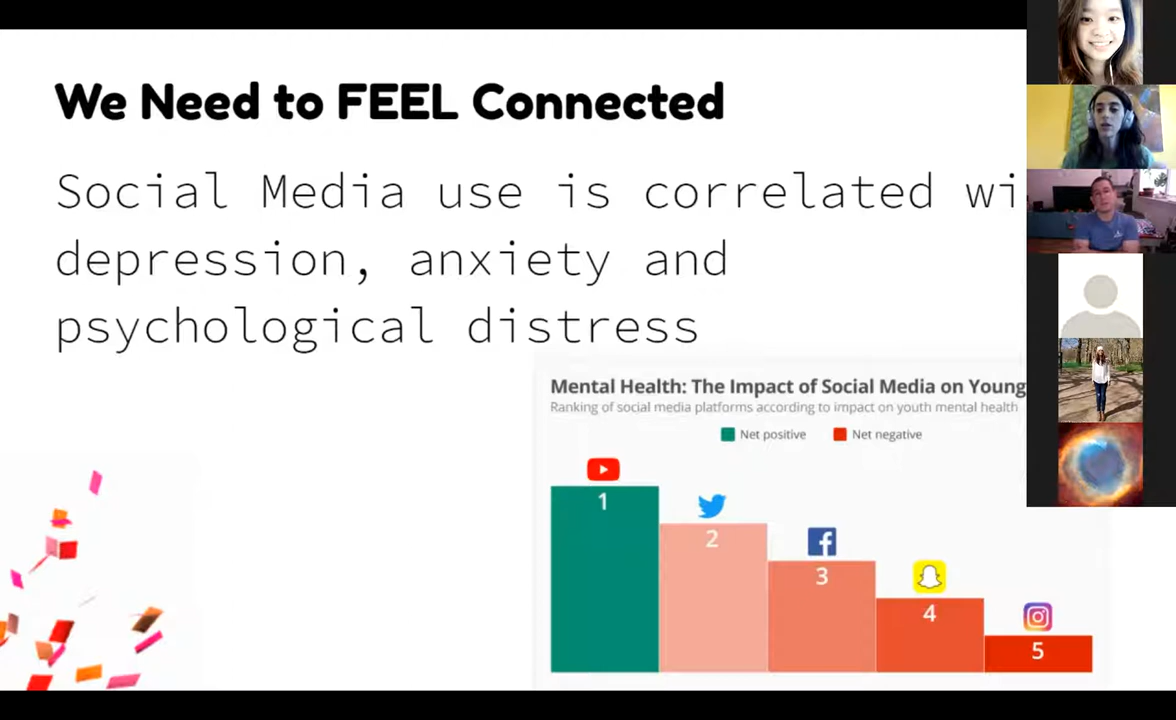 We Need to FEEL Connected
Social Media use is correlated
depression, anxiety and
psychological distress
Mental Health: The Impact of Social Media on Young
Ranking of social media platforms according to impact on youth mental health
Net positive
Net negative
1
2
3
4
5